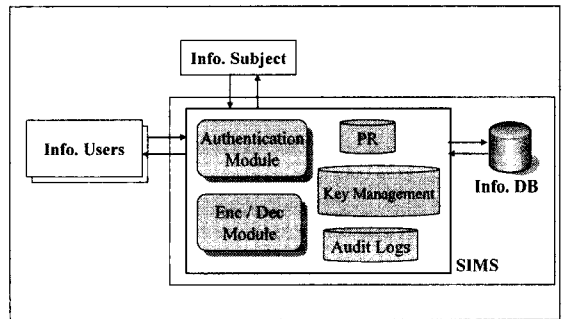 Info. Subject
Info. Users
Authentication
Module
PR
Key Management
Info. DB
Enc / Dec
Module
Audit Logs
SIMS